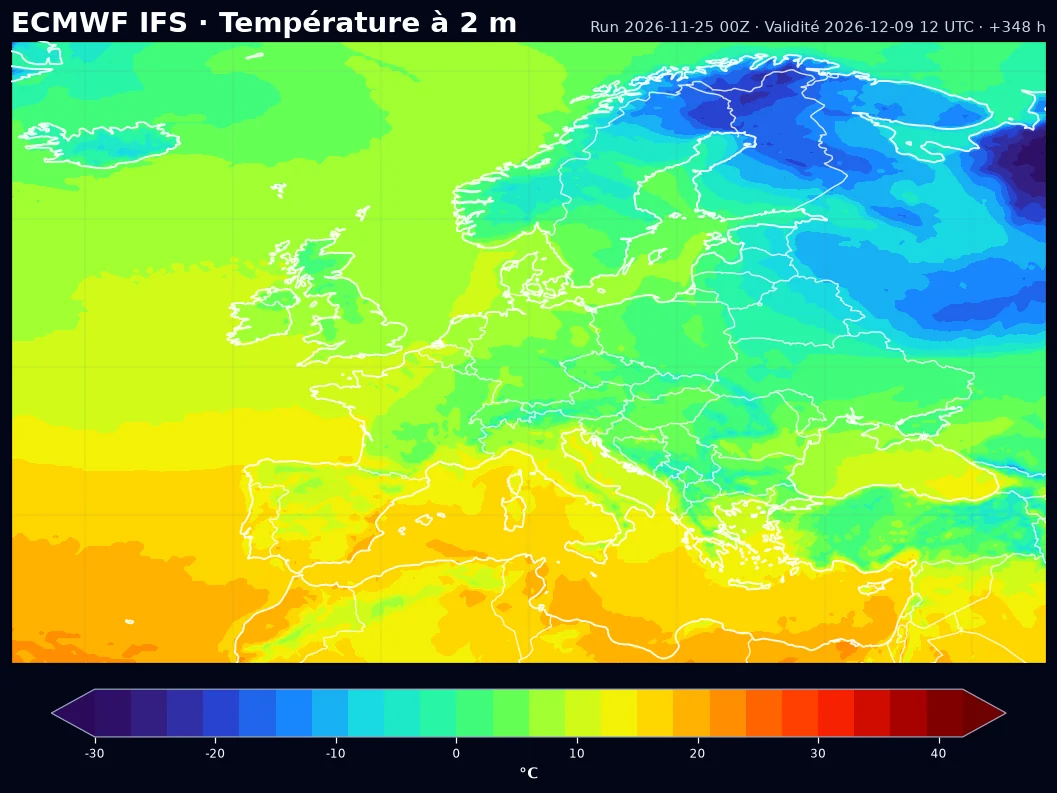 ECMWF IFS · Température à 2 m
Run 2026-11-25 00Z · Validité 2026-12-09 12 UTC · +348 h
-30 -20 -10 0 10 20 30 40
°C